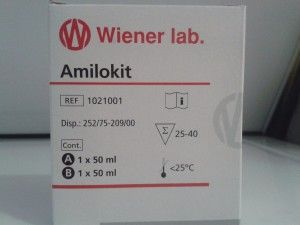 Wiener lab.
Amilokit
REF 1021001
i
Disp.: 252/75-209/00
Σ 25-40
Cont.
A 1 x 50 ml
B 1 x 50 ml
<25ºC